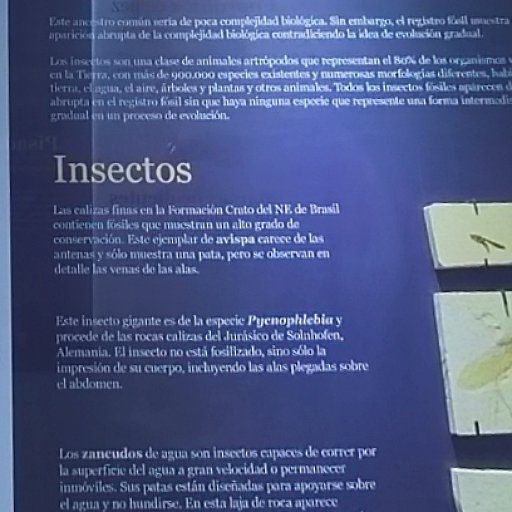 Este ancestro común sería de poca complejidad biológica. Sin embargo, el registro fósil muestra
aparición abrupta de la complejidad biológica contradiciendo la idea de evolución gradual.
Los insectos son una clase de animales artrópodos que representan el 80% de los organismos
en la Tierra, con más de 900.000 especies existentes y numerosas morfologías diferentes,
tierra, el agua, el aire, árboles y plantas y otros animales. Todos los insectos fósiles aparecen
abrupta en el registro fósil sin que haya ninguna especie que represente una forma
gradual en un proceso de evolución.
Insectos
Las calizas finas en la Formación Crato del NE de Brasil
contienen fósiles que muestran un alto grado de
conservación. Este ejemplar de avispa carece de las
antenas y sólo muestra una pata, pero se observan en
detalle las venas de las alas.
Este insecto gigante es de la especie Pycnophlebia y
procede de las rocas calizas del Jurásico de Solnhofen,
Alemania. El insecto no está fosilizado, sino sólo la
impresión de su cuerpo, incluyendo las alas plegadas sobre
el abdomen.
Los zancudos de agua son insectos capaces de correr por
la superficie del agua a gran velocidad o permanecer
inmóviles. Sus patas están diseñadas para apoyarse sobre
el agua y no hundirse. En esta laja de roca aparece